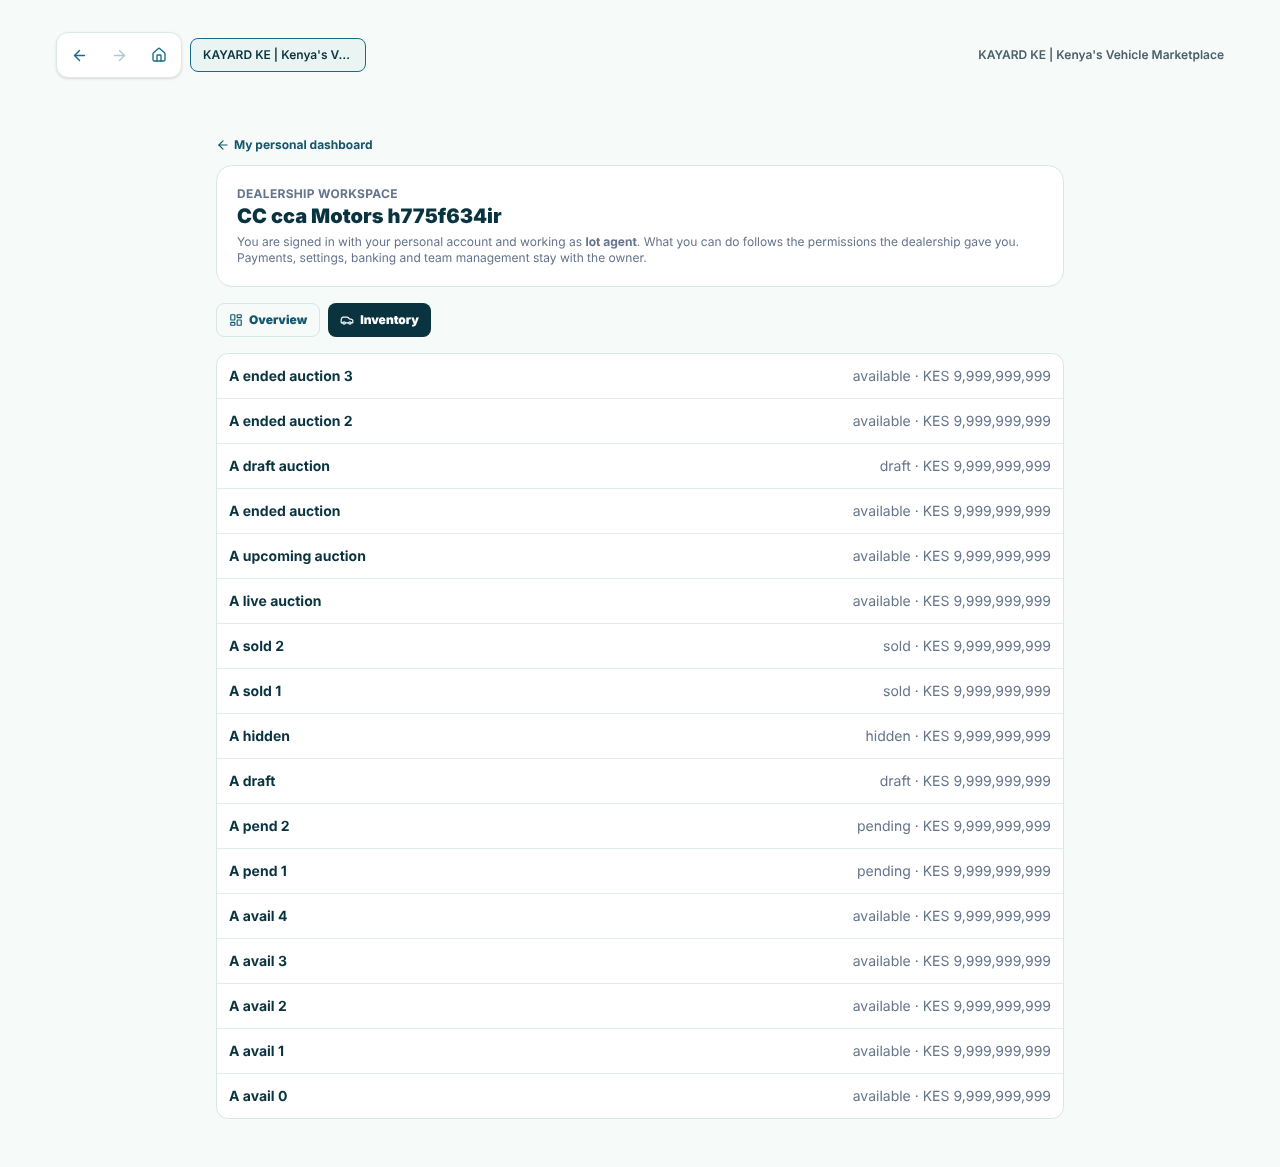 KAYARD KE | Kenya's V...
KAYARD KE | Kenya's Vehicle Marketplace
My personal dashboard
DEALERSHIP WORKSPACE
CC cca Motors h775f634ir
You are signed in with your personal account and working as lot agent. What you can do follows the permissions the dealership gave you.
Payments, settings, banking and team management stay with the owner.
Overview
Inventory
A ended auction 3 available · KES 9,999,999,999
A ended auction 2 available · KES 9,999,999,999
A draft auction draft · KES 9,999,999,999
A ended auction available · KES 9,999,999,999
A upcoming auction available · KES 9,999,999,999
A live auction available · KES 9,999,999,999
A sold 2 sold · KES 9,999,999,999
A sold 1 sold · KES 9,999,999,999
A hidden hidden · KES 9,999,999,999
A draft draft · KES 9,999,999,999
A pend 2 pending · KES 9,999,999,999
A pend 1 pending · KES 9,999,999,999
A avail 4 available · KES 9,999,999,999
A avail 3 available · KES 9,999,999,999
A avail 2 available · KES 9,999,999,999
A avail 1 available · KES 9,999,999,999
A avail 0 available · KES 9,999,999,999